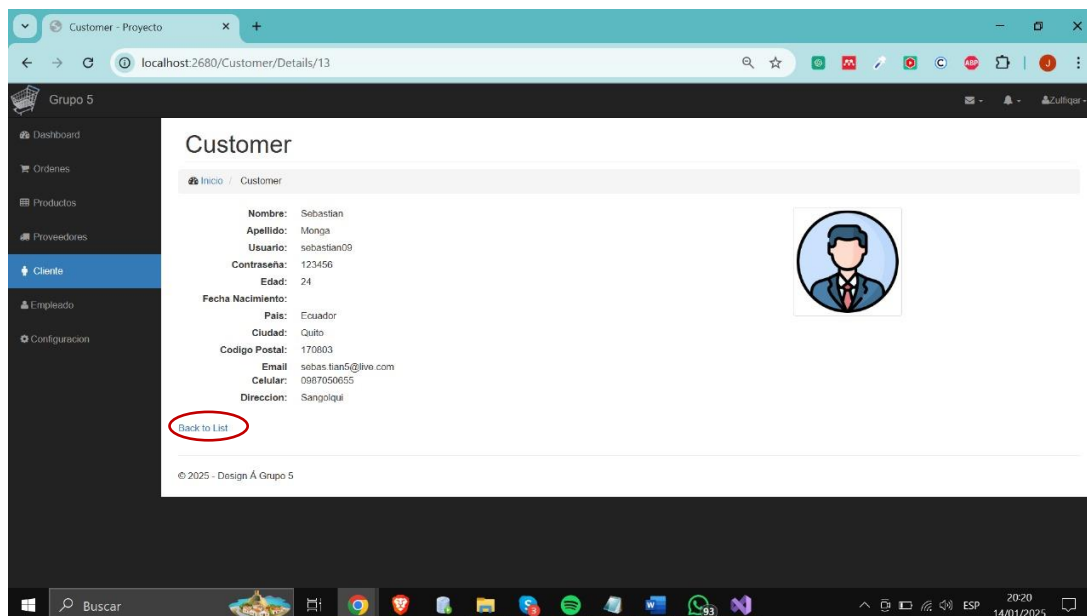 Customer - Proyecto
localhost:2680/Customer/Details/13
ABP
J
Grupo 5
Zulfiqar
Dashboard
Ordenes
Productos
Proveedores
Cliente
Empleado
Configuracion
Customer
Inicio / Customer
Nombre: Sebastian
Apellido: Monga
Usuario: sebastian09
Contraseña: 123456
Edad: 24
Fecha Nacimiento:
Pais: Ecuador
Ciudad: Quito
Codigo Postal: 170803
Email sebas.tian5@live.com
Celular: 0987050655
Direccion: Sangolqui
Back to List
© 2025 - Design Á Grupo 5
Buscar
93
ESP
20:20
14/01/2025